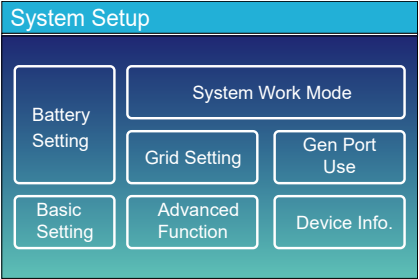 System Setup
Battery
Setting
System Work Mode
Grid Setting
Gen Port
Use
Basic
Setting
Advanced
Function
Device Info.